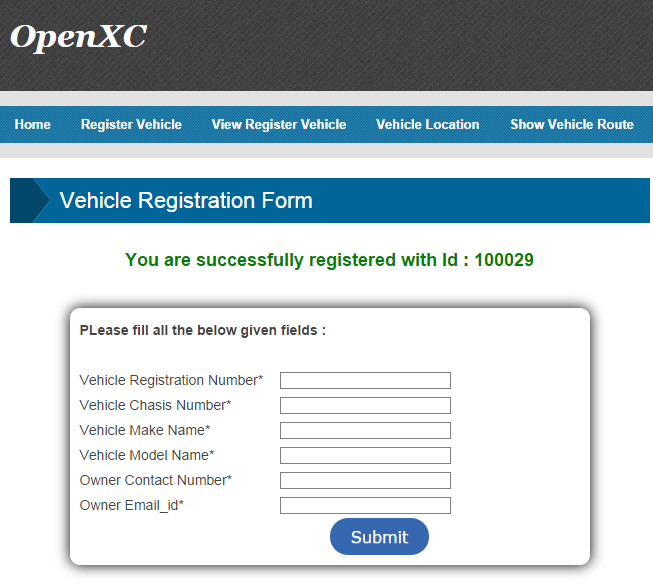 OpenXC
Home Register Vehicle View Register Vehicle Vehicle Location Show Vehicle Route
Vehicle Registration Form
You are successfully registered with Id : 100029
PLease fill all the below given fields :
Vehicle Registration Number*
Vehicle Chasis Number*
Vehicle Make Name*
Vehicle Model Name*
Owner Contact Number*
Owner Email_id*
Submit